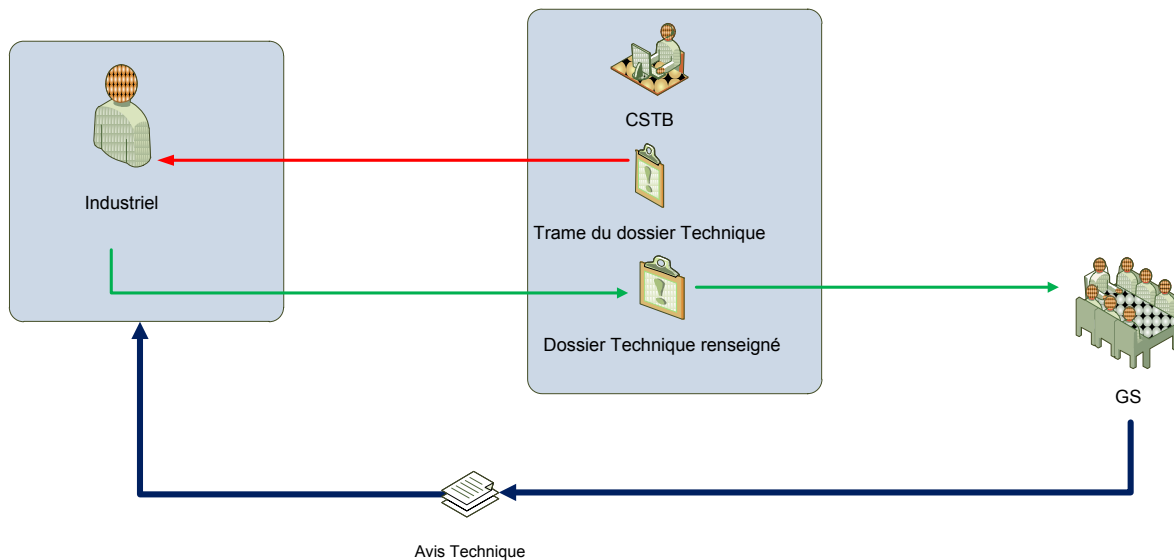 CSTB
Industriel
Trame du dossier Technique
Dossier Technique renseigné
GS
Avis Technique